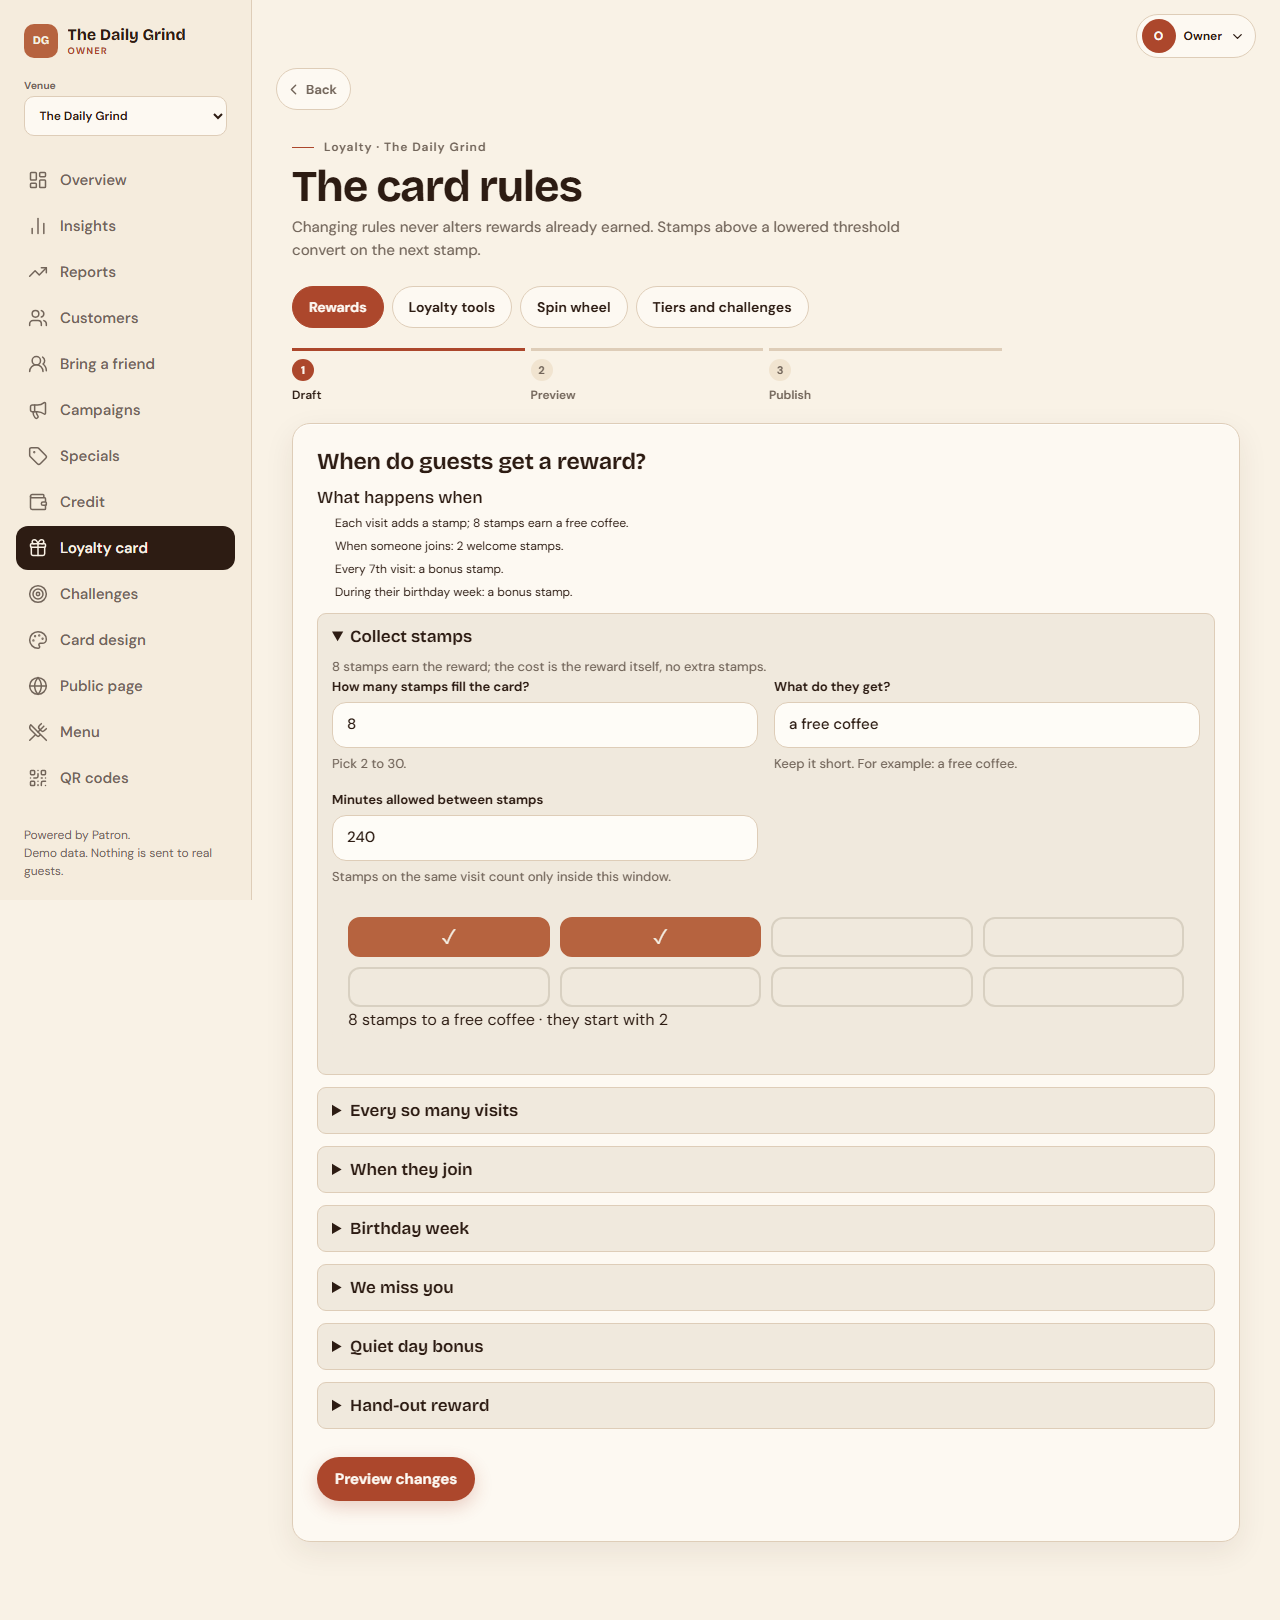 DG
The Daily Grind
OWNER
Venue
The Daily Grind
Overview
Insights
Reports
Customers
Bring a friend
Campaigns
Specials
Credit
Loyalty card
Challenges
Card design
Public page
Menu
QR codes
Powered by Patron.
Demo data. Nothing is sent to real
guests.
O
Owner
Back
Loyalty · The Daily Grind
The card rules
Changing rules never alters rewards already earned. Stamps above a lowered threshold
convert on the next stamp.
Rewards
Loyalty tools
Spin wheel
Tiers and challenges
1
Draft
2
Preview
3
Publish
When do guests get a reward?
What happens when
Each visit adds a stamp; 8 stamps earn a free coffee.
When someone joins: 2 welcome stamps.
Every 7th visit: a bonus stamp.
During their birthday week: a bonus stamp.
Collect stamps
8 stamps earn the reward; the cost is the reward itself, no extra stamps.
How many stamps fill the card?
8
Pick 2 to 30.
What do they get?
a free coffee
Keep it short. For example: a free coffee.
Minutes allowed between stamps
240
Stamps on the same visit count only inside this window.
8 stamps to a free coffee · they start with 2
Every so many visits
When they join
Birthday week
We miss you
Quiet day bonus
Hand-out reward
Preview changes